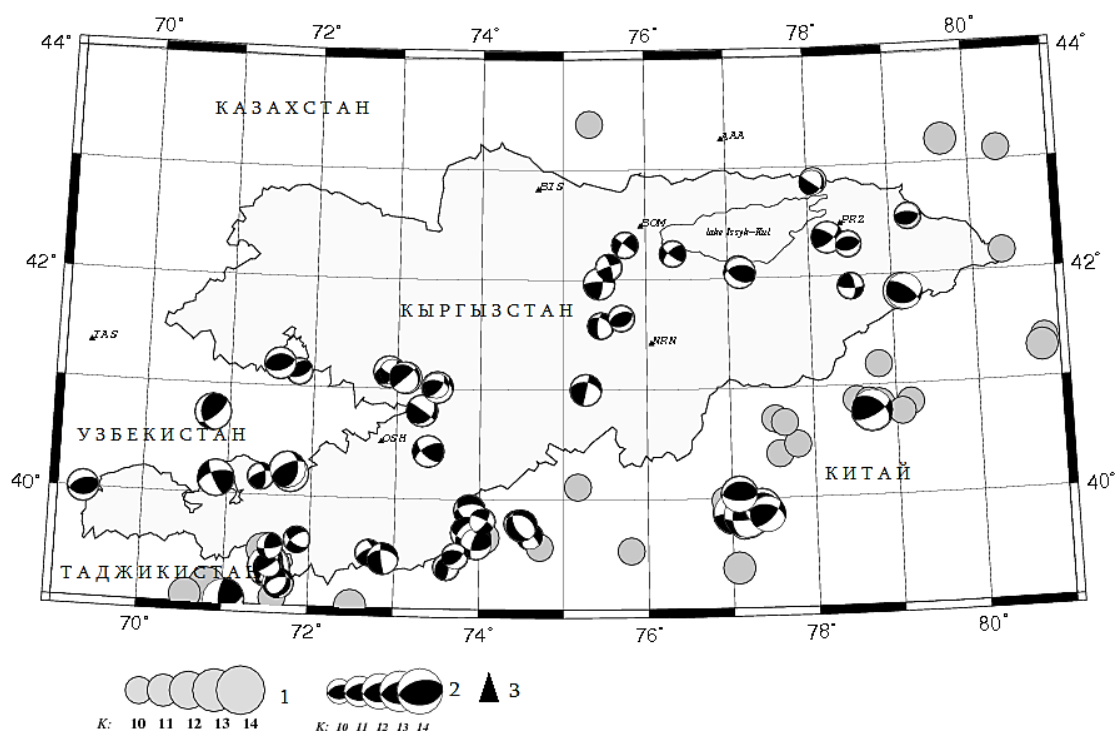 70° 72° 74° 76° 78° 80°
44° 44°
КАЗАХСТАН
AAA
BIS
BOM
PRZ
lake Issyk-Kul
42° 42°
КЫРГЫЗСТАН
TAS
NRN
УЗБЕКИСТАН
OSH
КИТАЙ
40° 40°
ТАДЖИКИСТАН
70° 72° 74° 76° 78° 80°
1 2 3
K: 10 11 12 13 14 K: 10 11 12 13 14